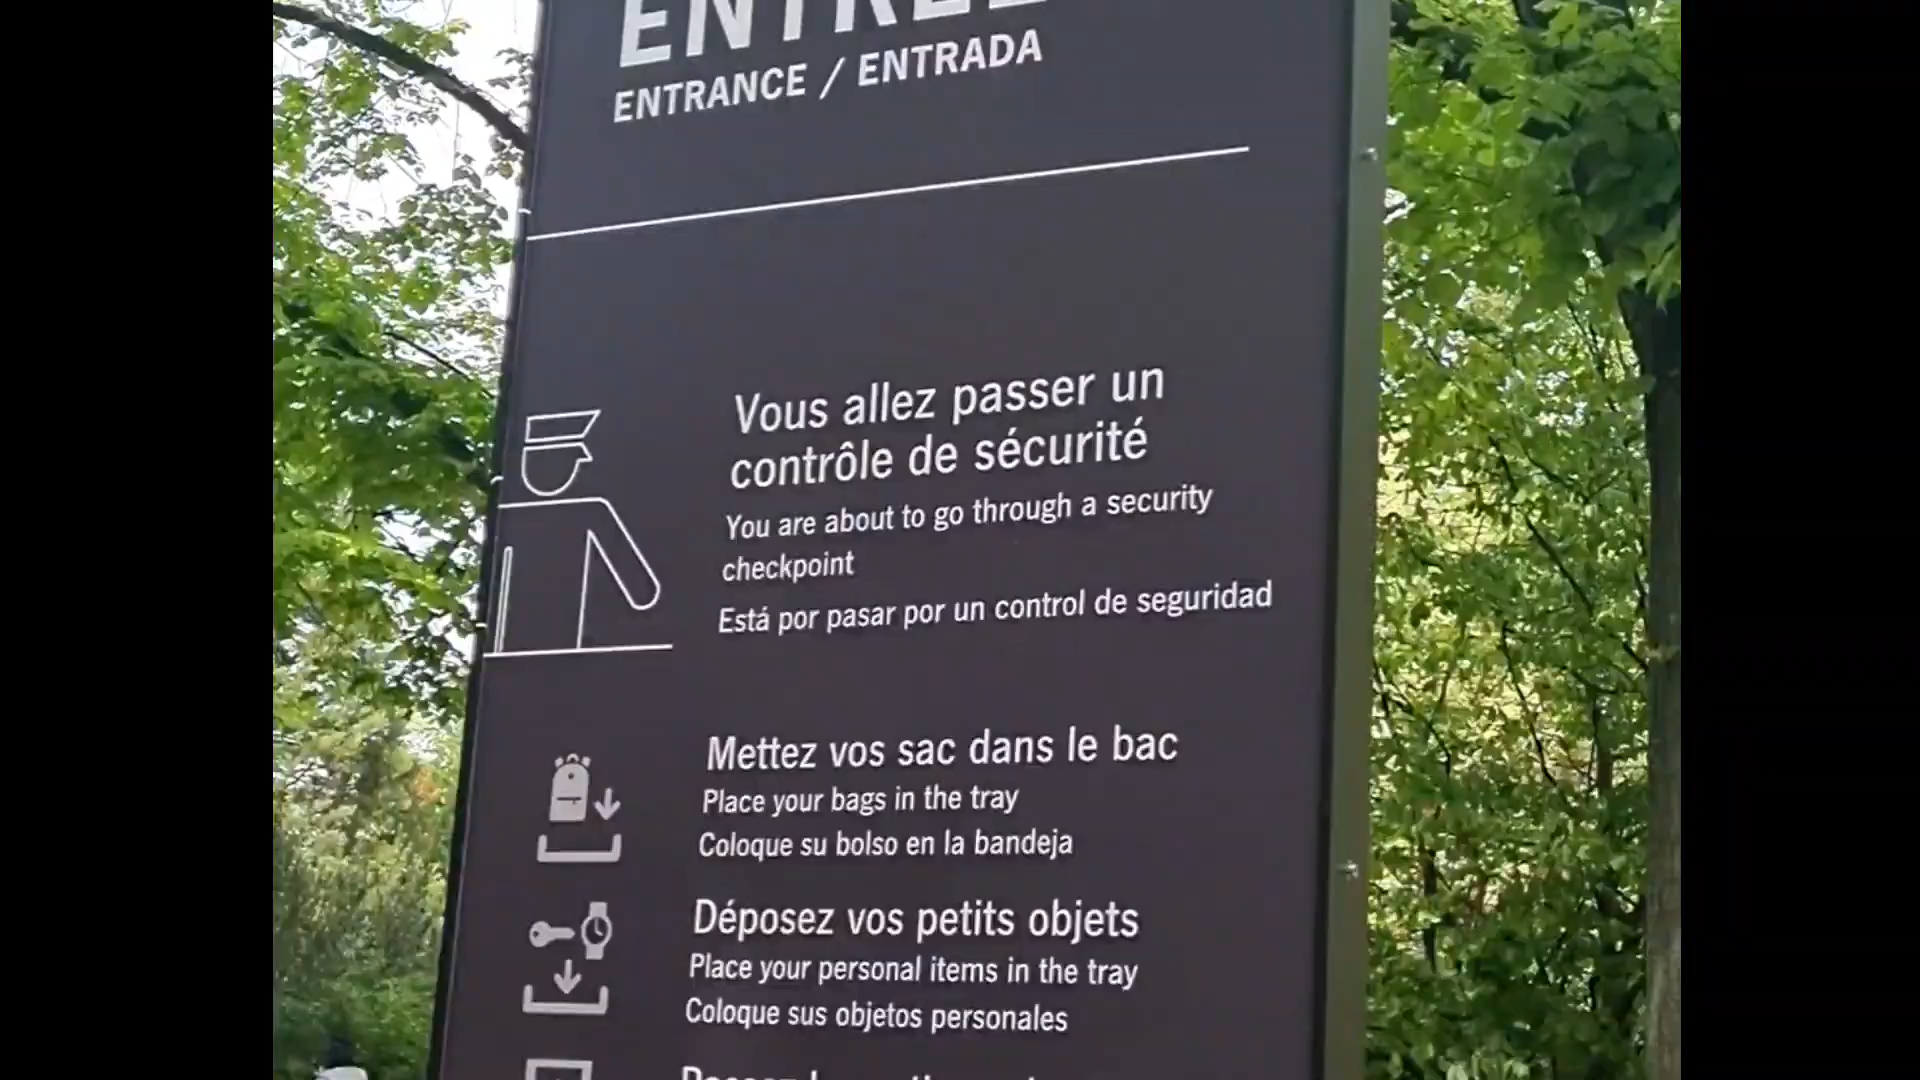 ENTRÉE
ENTRANCE / ENTRADA
Vous allez passer un
contrôle de sécurité
You are about to go through a security
checkpoint
Está por pasar por un control de seguridad
Mettez vos sac dans le bac
Place your bags in the tray
Coloque su bolso en la bandeja
Déposez vos petits objets
Place your personal items in the tray
Coloque sus objetos personales